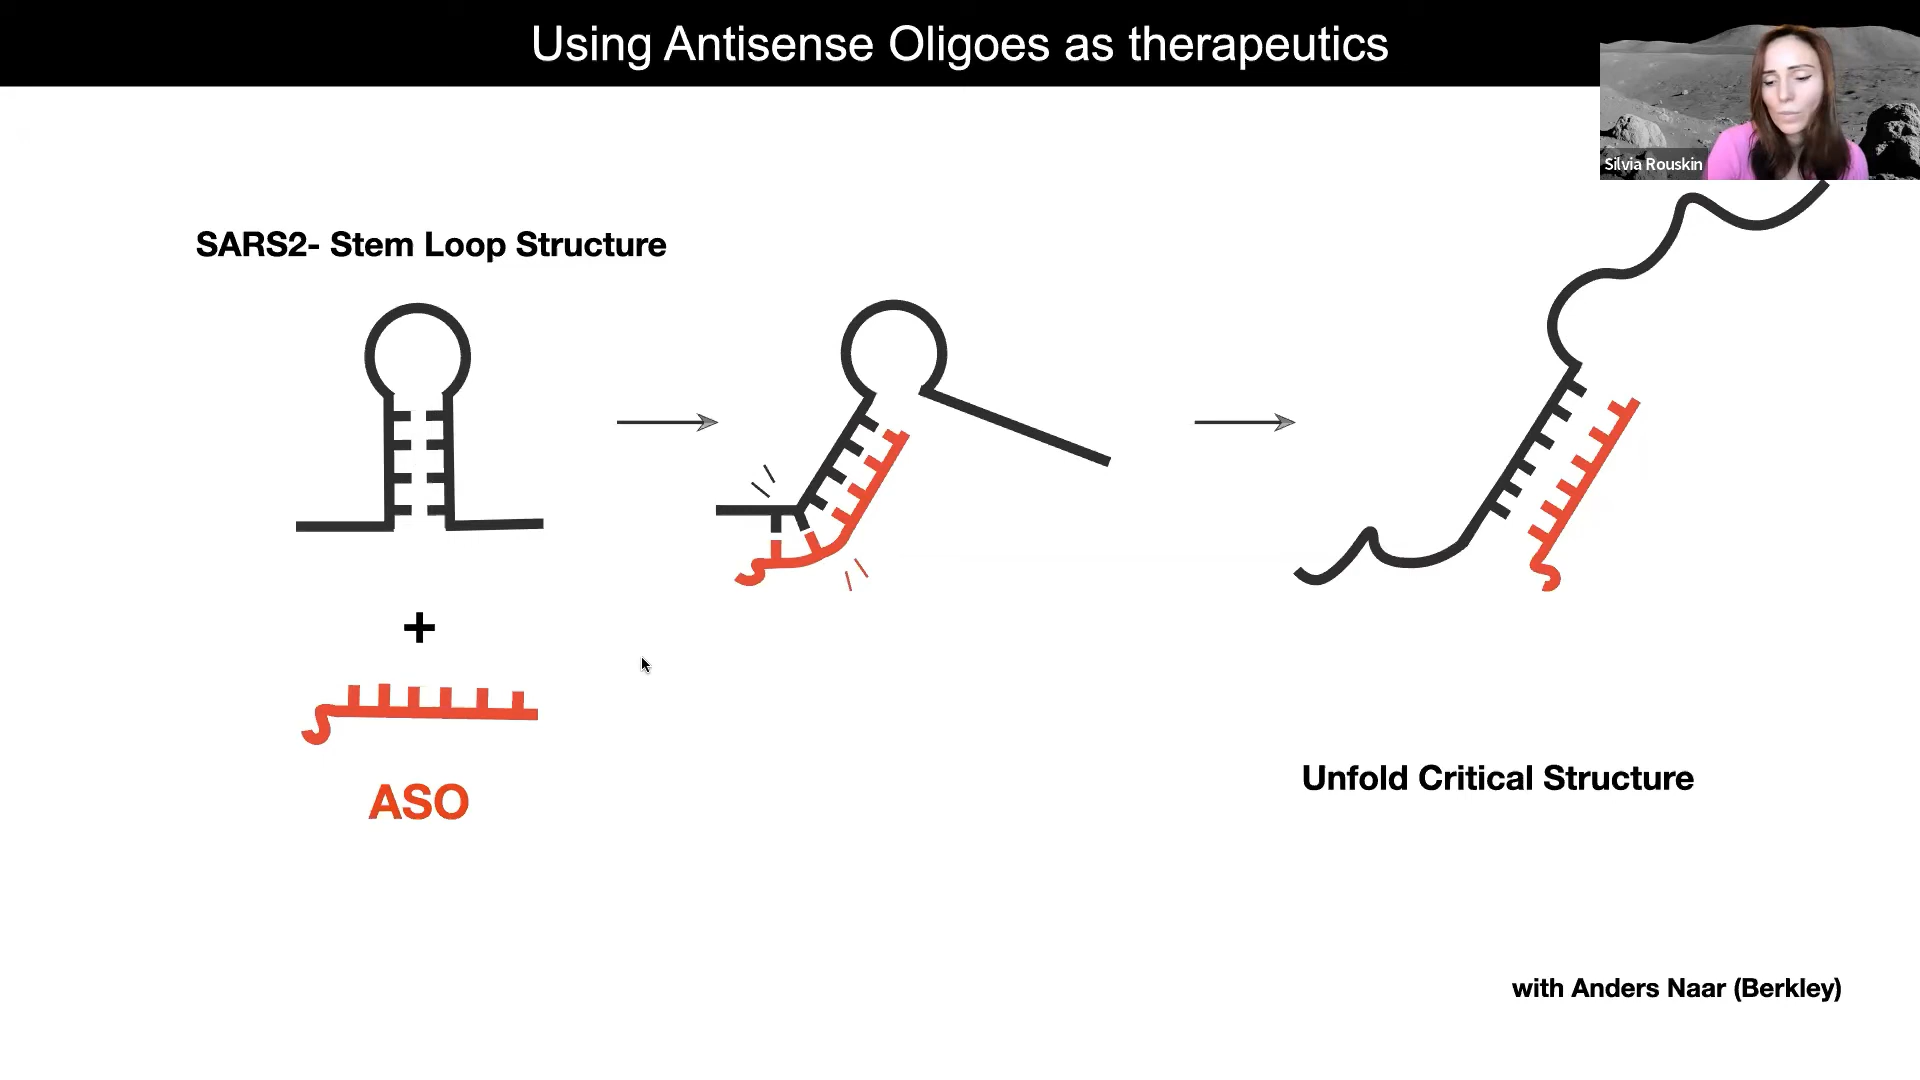 Using Antisense Oligoes as therapeutics
Silvia Rouskin
SARS2- Stem Loop Structure
+
ASO
Unfold Critical Structure
with Anders Naar (Berkley)